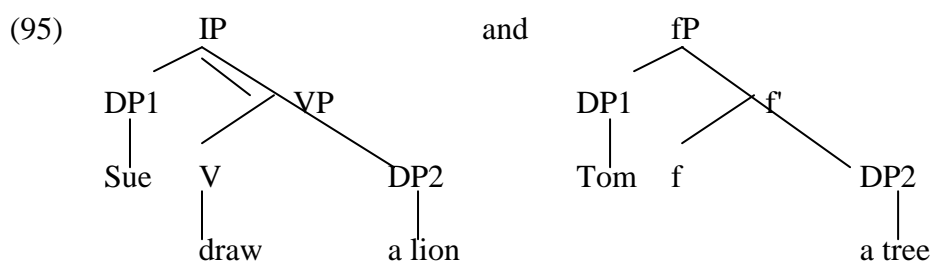 (95) IP and fP
DP1 VP DP1 f'
Sue V DP2 Tom f DP2
draw a lion a tree